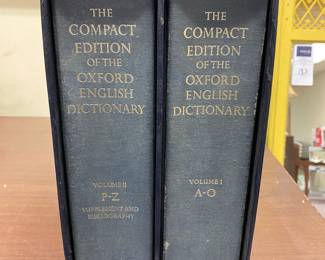 THE
COMPACT
EDITION
OF THE
OXFORD
ENGLISH
DICTIONARY
VOLUME II
P-Z
SUPPLEMENT AND
BIBLIOGRAPHY
THE
COMPACT
EDITION
OF THE
OXFORD
ENGLISH
DICTIONARY
VOLUME I
A-O